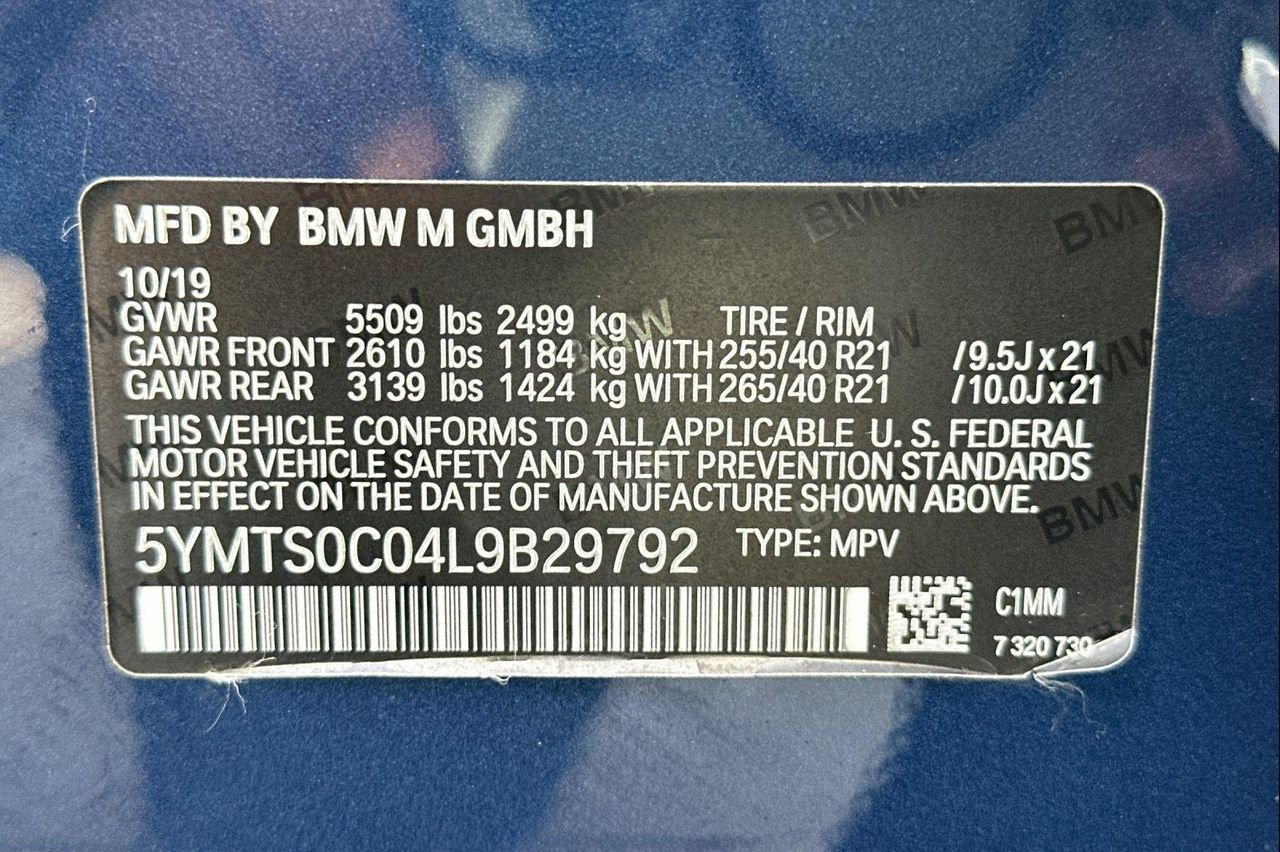 MFD BY BMW M GMBH
10/19
GVWR 5509 lbs 2499 kg TIRE / RIM
GAWR FRONT 2610 lbs 1184 kg WITH 255/40 R21 /9.5J x 21
GAWR REAR 3139 lbs 1424 kg WITH 265/40 R21 /10.0J x 21
THIS VEHICLE CONFORMS TO ALL APPLICABLE U. S. FEDERAL
MOTOR VEHICLE SAFETY AND THEFT PREVENTION STANDARDS
IN EFFECT ON THE DATE OF MANUFACTURE SHOWN ABOVE.
5YMTS0C04L9B29792 TYPE: MPV
C1MM
7 320 730